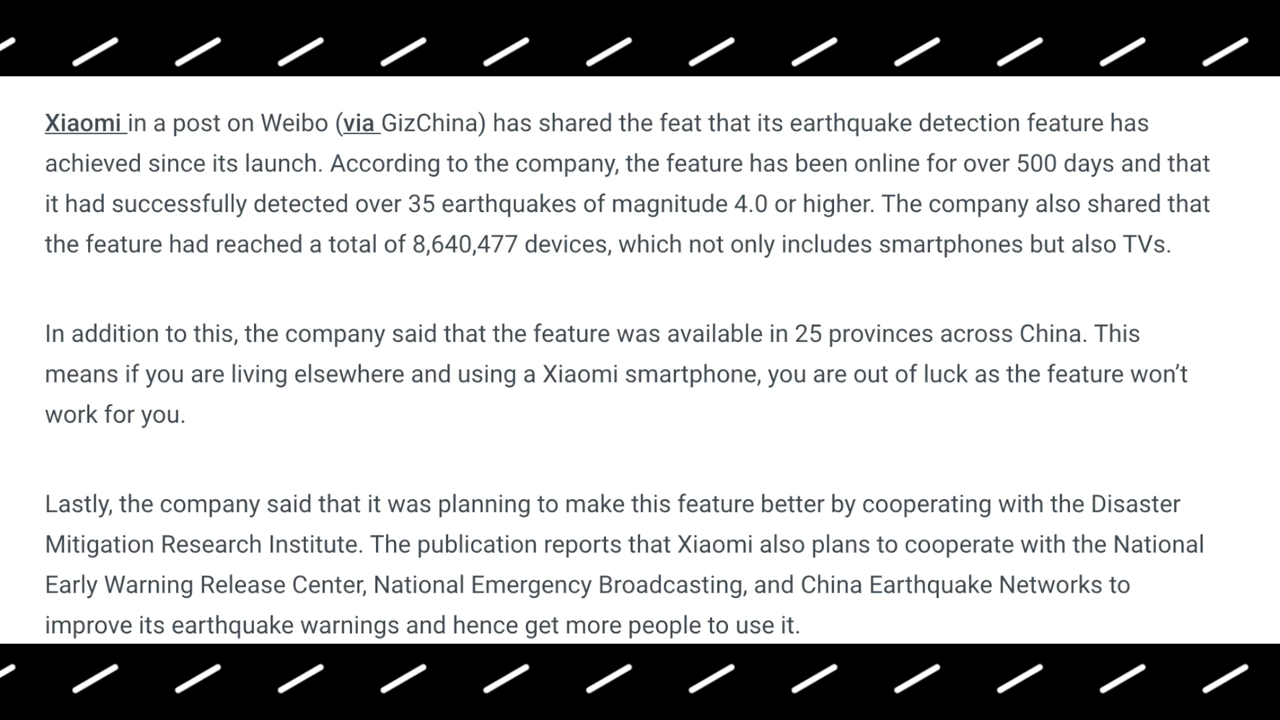 Xiaomi in a post on Weibo (via GizChina) has shared the feat that its earthquake detection feature has
achieved since its launch. According to the company, the feature has been online for over 500 days and that
it had successfully detected over 35 earthquakes of magnitude 4.0 or higher. The company also shared that
the feature had reached a total of 8,640,477 devices, which not only includes smartphones but also TVs.
In addition to this, the company said that the feature was available in 25 provinces across China. This
means if you are living elsewhere and using a Xiaomi smartphone, you are out of luck as the feature won’t
work for you.
Lastly, the company said that it was planning to make this feature better by cooperating with the Disaster
Mitigation Research Institute. The publication reports that Xiaomi also plans to cooperate with the National
Early Warning Release Center, National Emergency Broadcasting, and China Earthquake Networks to
improve its earthquake warnings and hence get more people to use it.